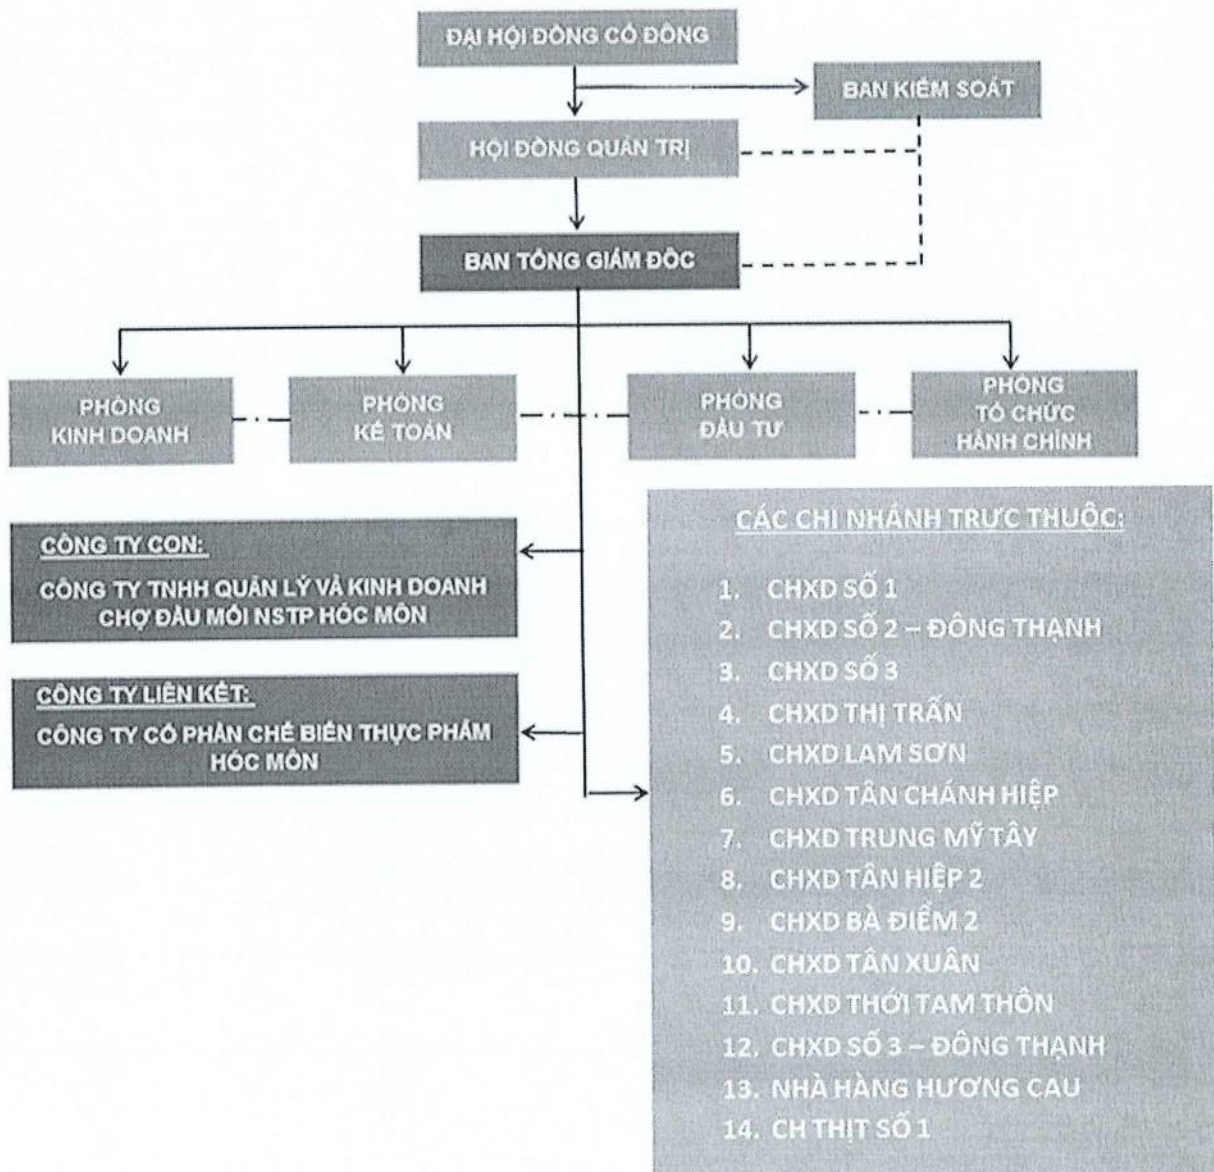 ĐẠI HỘI ĐỒNG CỔ ĐÔNG
BAN KIỂM SOÁT
HỘI ĐỒNG QUẢN TRỊ
BAN TỔNG GIÁM ĐỐC
PHÒNG
KINH DOANH
PHÒNG
KẾ TOÁN
PHÒNG
ĐẦU TƯ
PHÒNG
TỔ CHỨC
HÀNH CHÍNH
CÔNG TY CON:
CÔNG TY TNHH QUẢN LÝ VÀ KINH DOANH
CHỢ ĐẦU MỐI NSTP HÓC MÔN
CÔNG TY LIÊN KẾT:
CÔNG TY CỔ PHẦN CHẾ BIẾN THỰC PHẨM
HÓC MÔN
CÁC CHI NHÁNH TRỰC THUỘC:
1. CHXD SỐ 1
2. CHXD SỐ 2 – ĐÔNG THẠNH
3. CHXD SỐ 3
4. CHXD THỊ TRẤN
5. CHXD LAM SƠN
6. CHXD TÂN CHÁNH HIỆP
7. CHXD TRUNG MỸ TÂY
8. CHXD TÂN HIỆP 2
9. CHXD BÀ ĐIỂM 2
10. CHXD TÂN XUÂN
11. CHXD THỚI TAM THÔN
12. CHXD SỐ 3 – ĐÔNG THẠNH
13. NHÀ HÀNG HƯƠNG CAU
14. CH THỊT SỐ 1